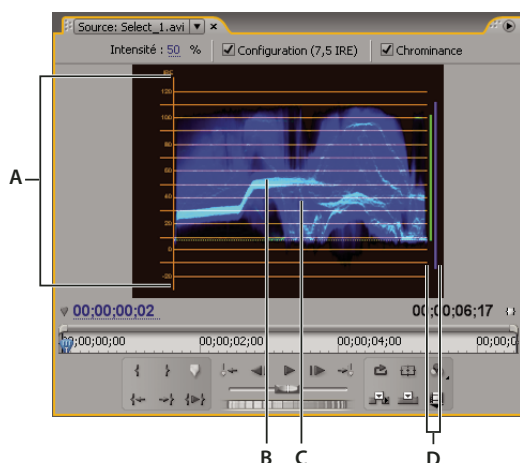 Source: Select_1.avi
Intensité : 50 % Configuration (7,5 IRE) Chrominance
120
100
80
60
40
20
0
-20
A
00;00;00;02 00;00;06;17
00;00;00 00;00;02;00 00;00;04;00 00;00;0
B C D